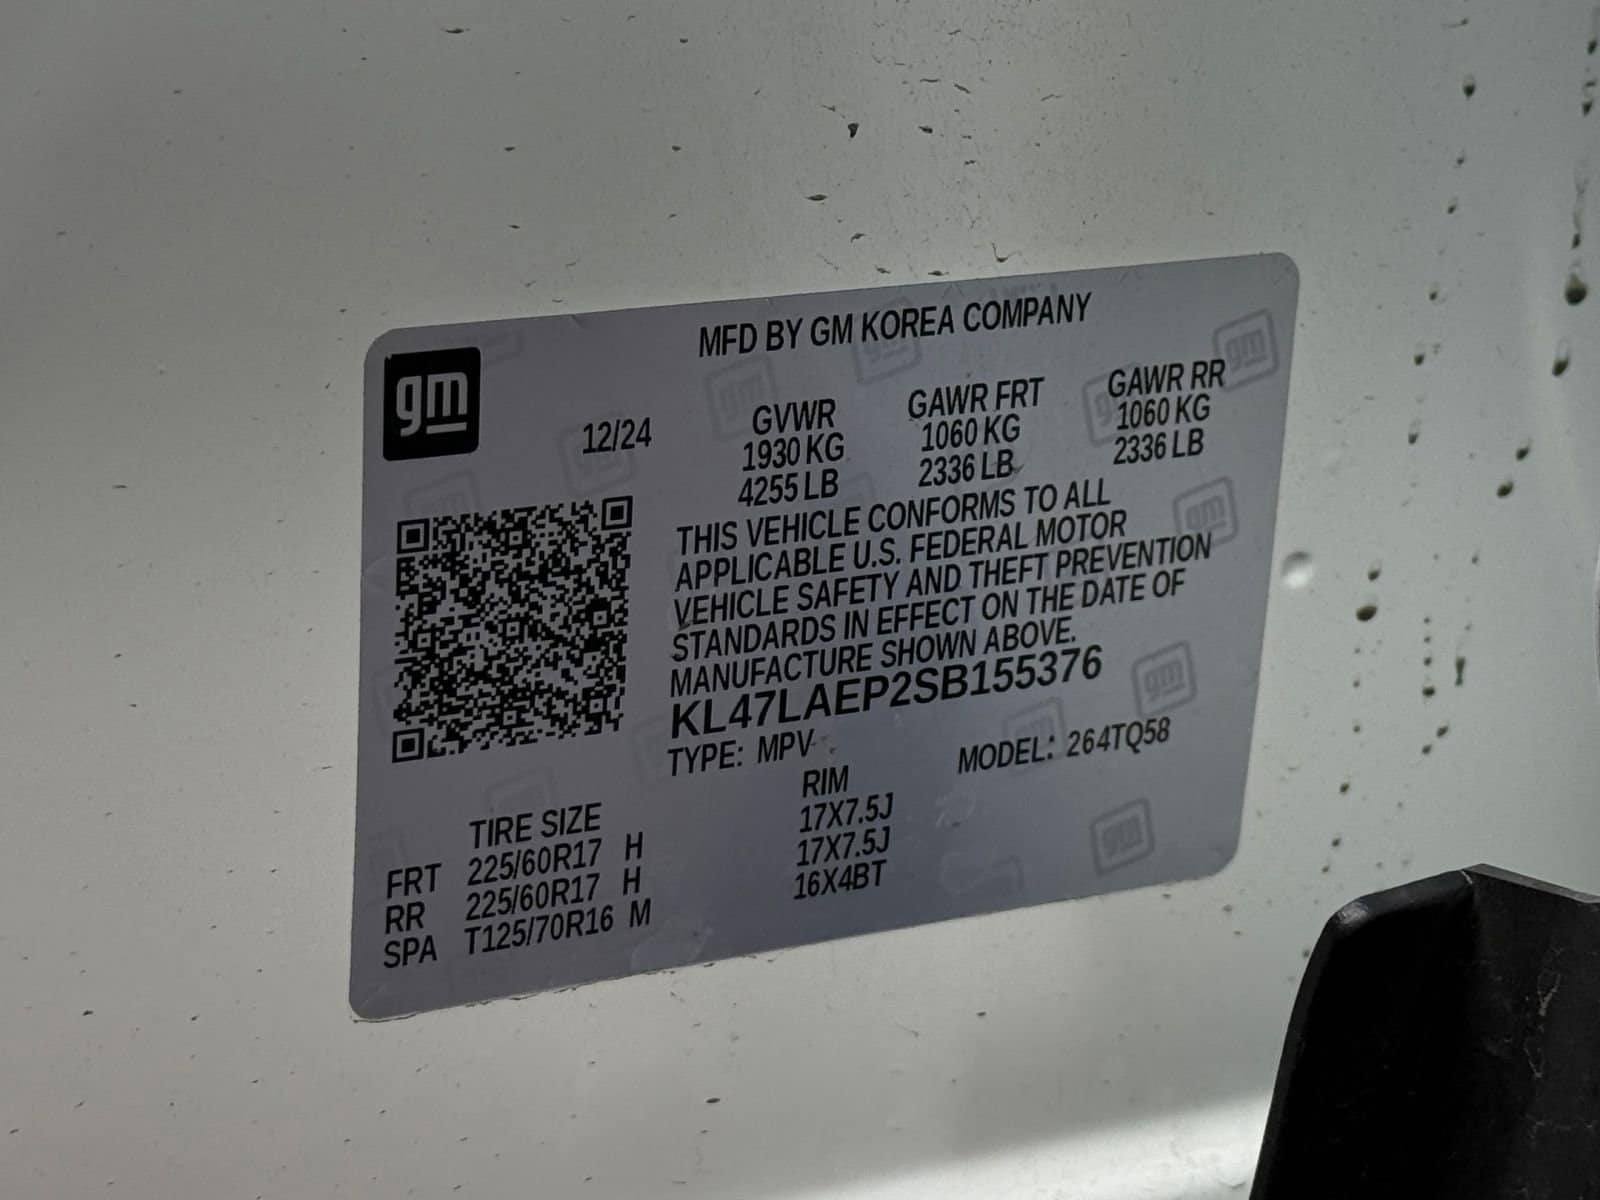 MFD BY GM KOREA COMPANY
gm
12/24
GVWR GAWR FRT GAWR RR
1930 KG 1060 KG 1060 KG
4255 LB 2336 LB 2336 LB
THIS VEHICLE CONFORMS TO ALL
APPLICABLE U.S. FEDERAL MOTOR
VEHICLE SAFETY AND THEFT PREVENTION
STANDARDS IN EFFECT ON THE DATE OF
MANUFACTURE SHOWN ABOVE.
KL47LAEP2SB155376
TYPE: MPV MODEL: 264TQ58
TIRE SIZE RIM
FRT 225/60R17 H 17X7.5J
RR 225/60R17 H 17X7.5J
SPA T125/70R16 M 16X4BT